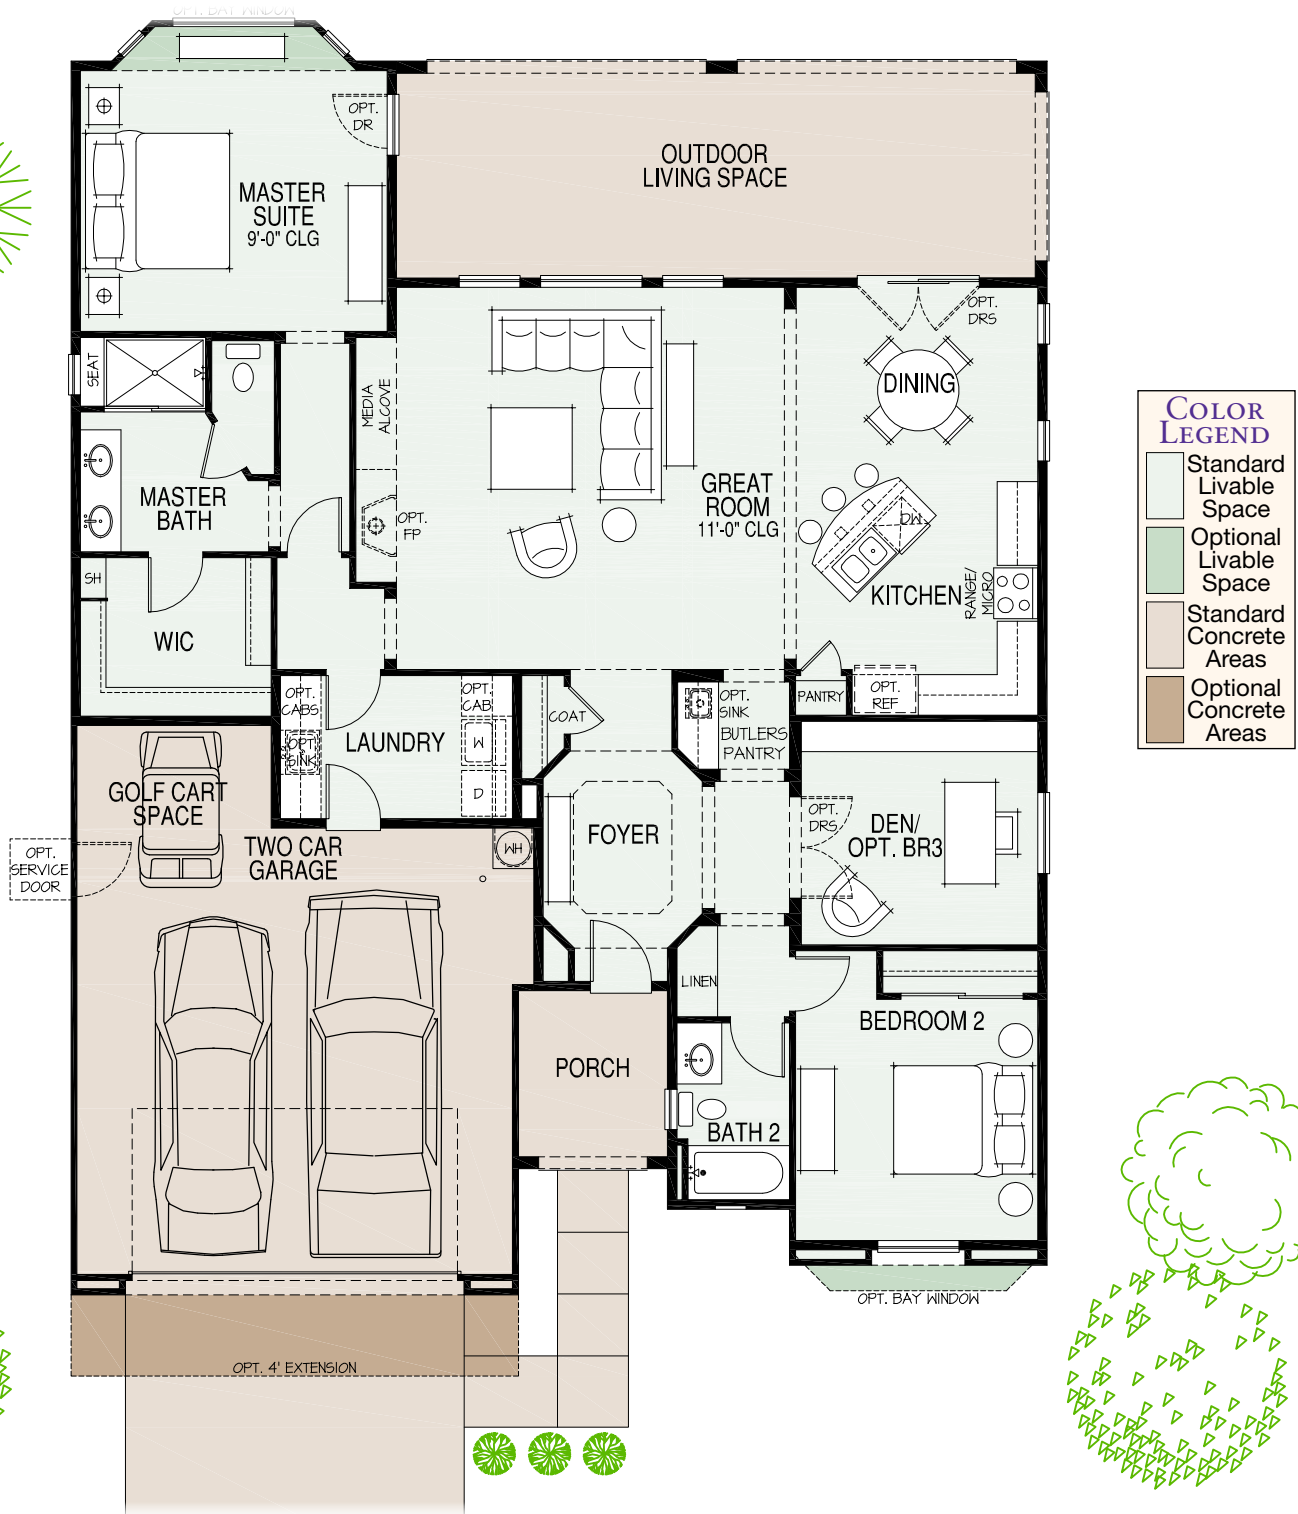 OPT. BAY WINDOW
OPT.
DR
OUTDOOR
LIVING SPACE
MASTER
SUITE
9'-0" CLG
OPT.
DRS
SEAT
MEDIA
ALCOVE
DINING
COLOR
LEGEND
Standard
Livable
Space
Optional
Livable
Space
Standard
Concrete
Areas
Optional
Concrete
Areas
MASTER
BATH
GREAT
ROOM
11'-0" CLG
OPT.
FP
DW
KITCHEN
RANGE/
MICRO
SH
WIC
OPT.
CABS
OPT.
SINK
LAUNDRY
OPT.
CAB
W
D
COAT
OPT.
SINK
BUTLERS
PANTRY
PANTRY
OPT.
REF
GOLF CART
SPACE
TWO CAR
GARAGE
WH
FOYER
OPT.
DRS
DEN/
OPT. BR3
OPT.
SERVICE
DOOR
LINEN
BEDROOM 2
PORCH
BATH 2
OPT. BAY WINDOW
OPT. 4' EXTENSION